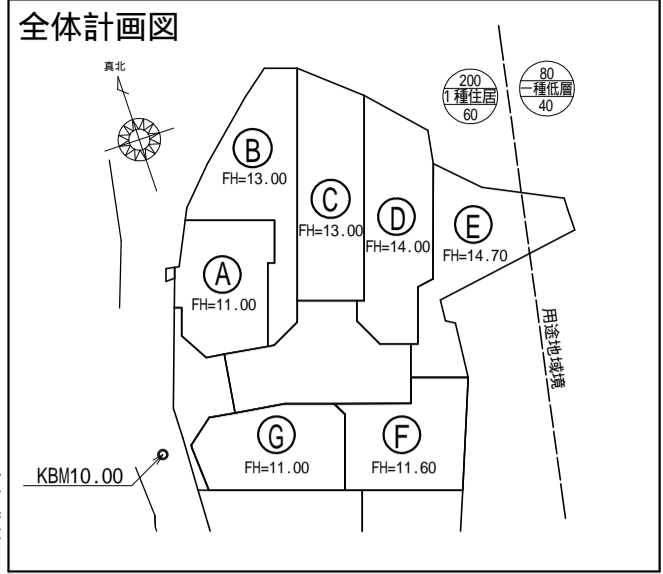 全体計画図
真北
200
1種住居
60
80
一種低層
40
B
FH=13.00
C
FH=13.00
D
FH=14.00
E
FH=14.70
A
FH=11.00
用途地域境
G
FH=11.00
F
FH=11.60
KBM10.00